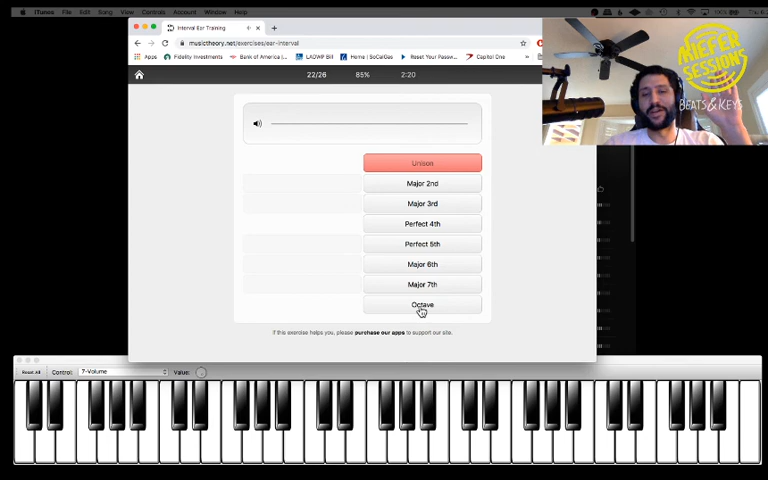 iTunes File Edit Song View Controls Account Window Help
Interval Ear Training
musictheory.net/exercises/ear-interval
Apps Fidelity Investments Bank of America |... LADWP Bill Home | SoCalGas Reset Your Passw... Capital One
22/26 85% 2:20
Unison
Major 2nd
Major 3rd
Perfect 4th
Perfect 5th
Major 6th
Major 7th
Octave
If this exercise helps you, please purchase our apps to support our site.
KIEFER
SESSIONS
BEATS & KEYS
Reset All Control: 7-Volume Value: